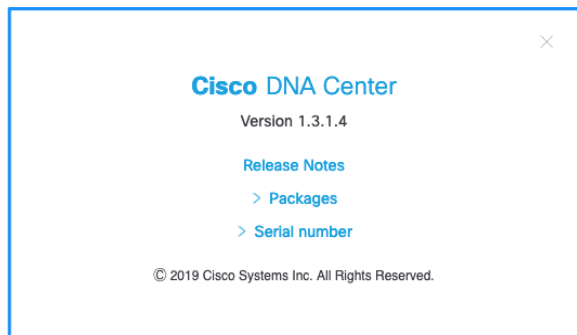 Cisco DNA Center
Version 1.3.1.4
Release Notes
> Packages
> Serial number
© 2019 Cisco Systems Inc. All Rights Reserved.